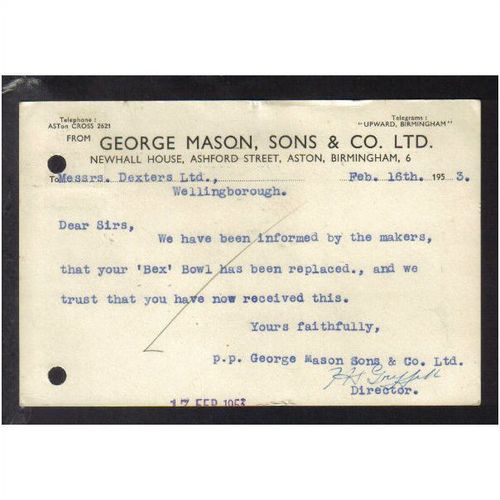 Telephone :
ASTon CROSS 2621
Telegrams :
"UPWARD, BIRMINGHAM"
FROM GEORGE MASON, SONS & CO. LTD.
NEWHALL HOUSE, ASHFORD STREET, ASTON, BIRMINGHAM, 6
To Messrs. Dexters Ltd., Feb. 16th. 1953.
Wellingborough.
Dear Sirs,
We have been informed by the makers,
that your 'Bex' Bowl has been replaced., and we
trust that you have now received this.
Yours faithfully,
p.p. George Mason Sons & Co. Ltd.
Director.
17 FEB 1953